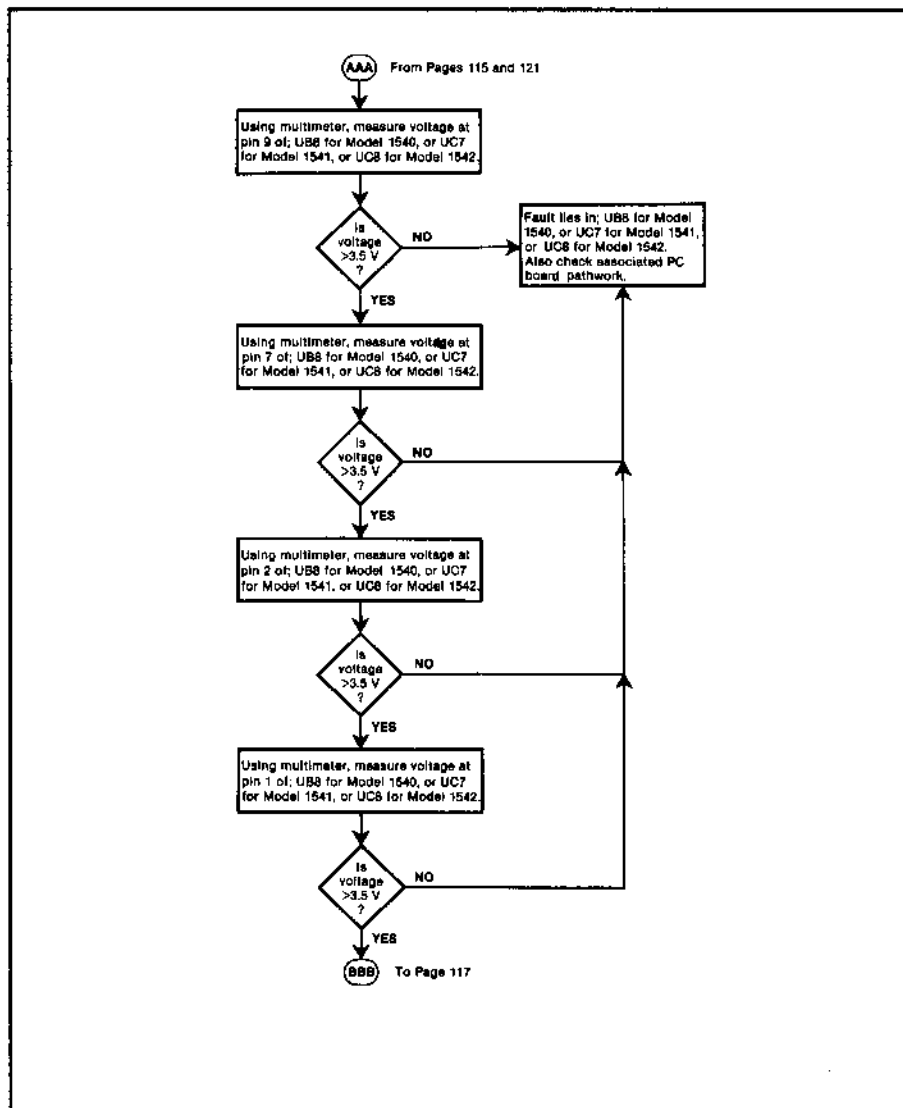 AAA From Pages 115 and 121
Using multimeter, measure voltage at
pin 9 of; UB8 for Model 1540, or UC7
for Model 1541, or UC8 for Model 1542.
Is
voltage
>3.5 V
?
NO
Fault lies in; UB8 for Model
1540, or UC7 for Model 1541,
or UC8 for Model 1542.
Also check associated PC
board pathwork.
YES
Using multimeter, measure voltage at
pin 7 of; UB8 for Model 1540, or UC7
for Model 1541, or UC8 for Model 1542.
Is
voltage
>3.5 V
?
NO
YES
Using multimeter, measure voltage at
pin 2 of; UB8 for Model 1540, or UC7
for Model 1541, or UC8 for Model 1542.
Is
voltage
>3.5 V
?
NO
YES
Using multimeter, measure voltage at
pin 1 of; UB8 for Model 1540, or UC7
for Model 1541, or UC8 for Model 1542.
Is
voltage
>3.5 V
?
NO
YES
BBB To Page 117